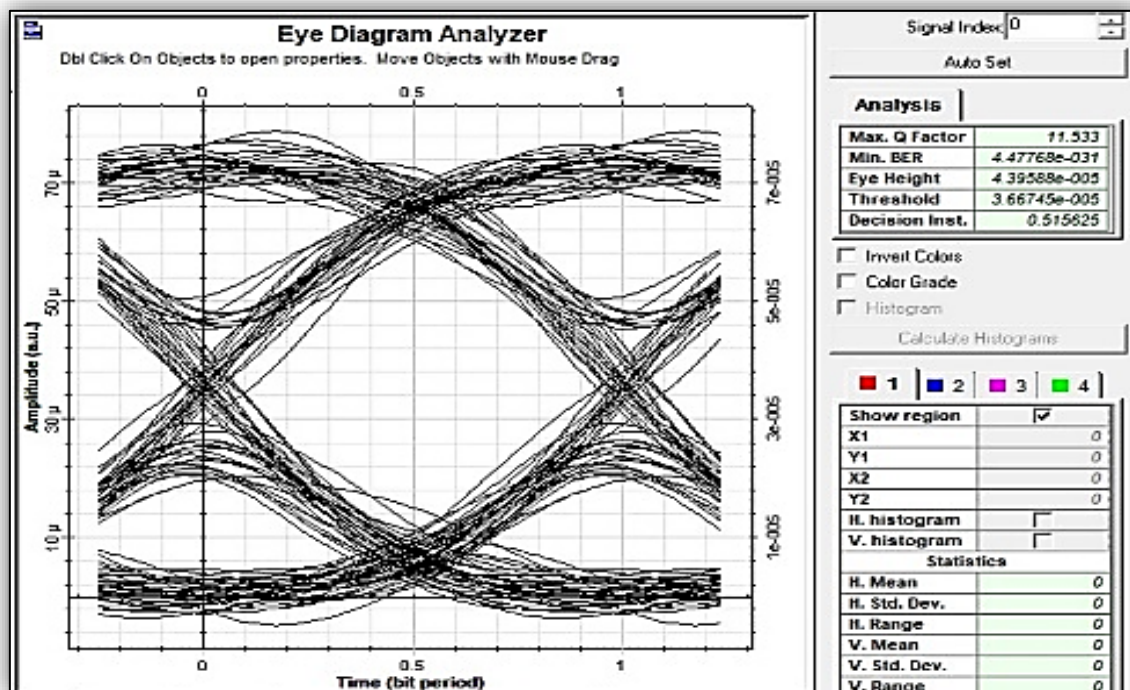 Eye Diagram Analyzer
Dbl Click On Objects to open properties. Move Objects with Mouse Drag
0 0.5 1
70 µ
50 µ
30 µ
10 µ
Amplitude (a.u.)
7e-005
5e-005
3e-005
1e-005
0 0.5 1
Time (bit period)
Signal Index: 0
Auto Set
Analysis
Max. Q Factor 11.533
Min. BER 4.47768e-031
Eye Height 4.39588e-005
Threshold 3.66745e-005
Decision Inst. 0.515625
Invert Colors
Color Grade
Histogram
Calculate Histograms
1 2 3 4
Show region
X1 0
Y1 0
X2 0
Y2 0
H. histogram
V. histogram
Statistics
H. Mean 0
H. Std. Dev. 0
H. Range 0
V. Mean 0
V. Std. Dev. 0
V. Range 0